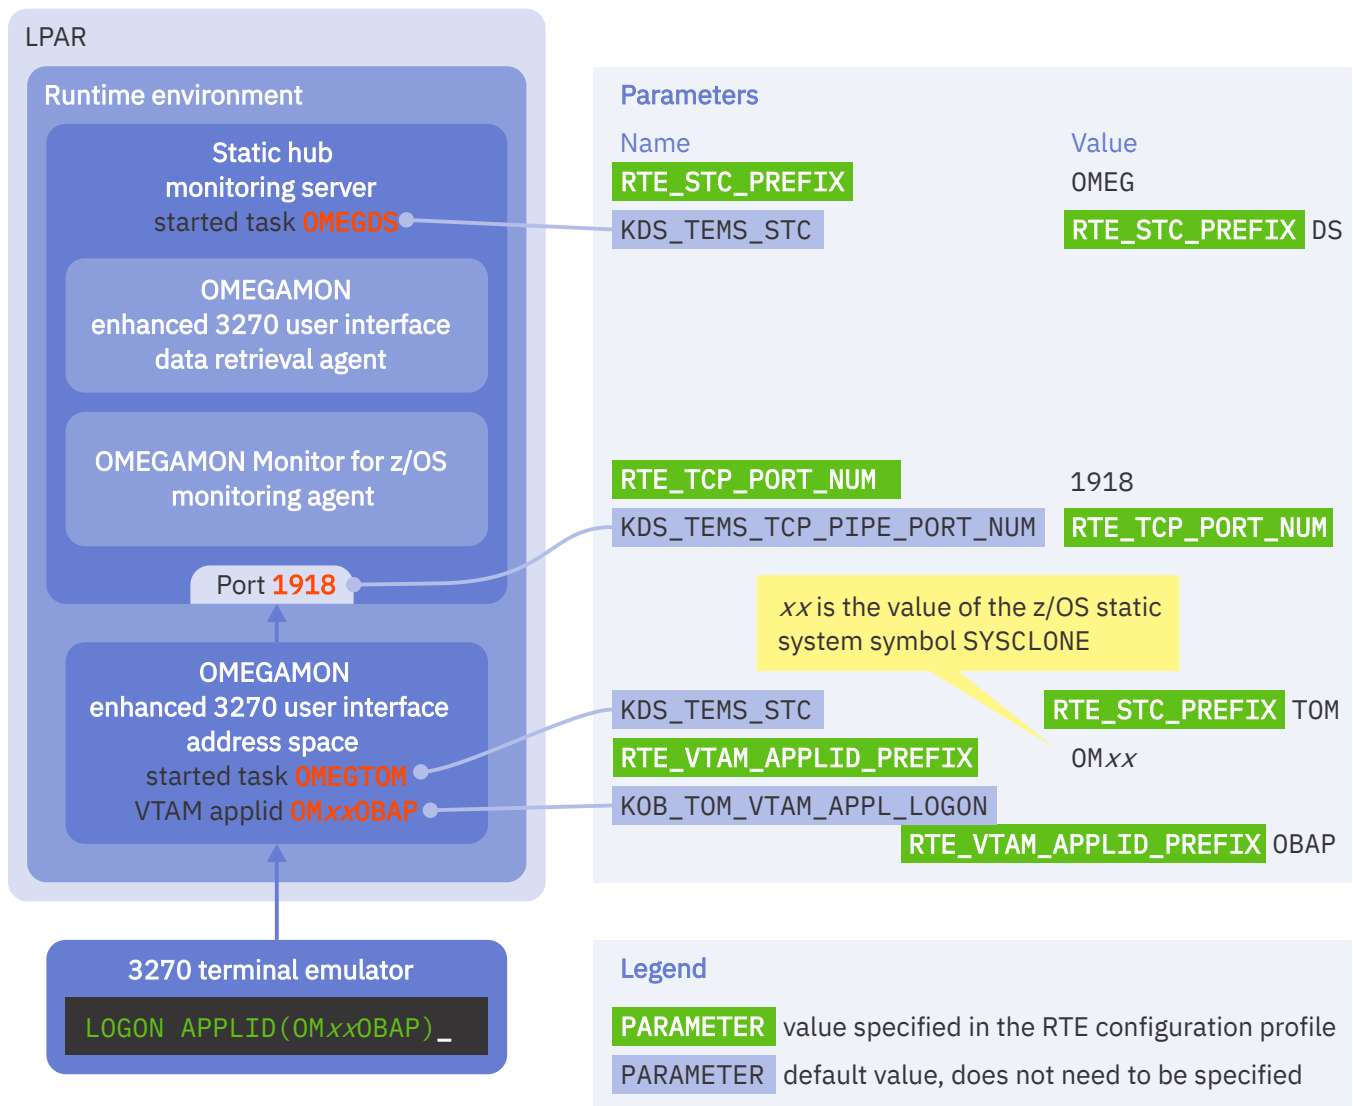 LPAR
Runtime environment
Static hub
monitoring server
started task OMEGDS
OMEGAMON
enhanced 3270 user interface
data retrieval agent
OMEGAMON Monitor for z/OS
monitoring agent
Port 1918
OMEGAMON
enhanced 3270 user interface
address space
started task OMEGTOM
VTAM applid OMxxOBAP
3270 terminal emulator
LOGON APPLID(OMxxOBAP)_
Parameters
Name Value
RTE_STC_PREFIX OMEG
KDS_TEMS_STC RTE_STC_PREFIX DS
RTE_TCP_PORT_NUM 1918
KDS_TEMS_TCP_PIPE_PORT_NUM RTE_TCP_PORT_NUM
xx is the value of the z/OS static
system symbol SYSCLONE
KDS_TEMS_STC RTE_STC_PREFIX TOM
RTE_VTAM_APPLID_PREFIX OMxx
KOB_TOM_VTAM_APPL_LOGON
RTE_VTAM_APPLID_PREFIX OBAP
Legend
PARAMETER value specified in the RTE configuration profile
PARAMETER default value, does not need to be specified